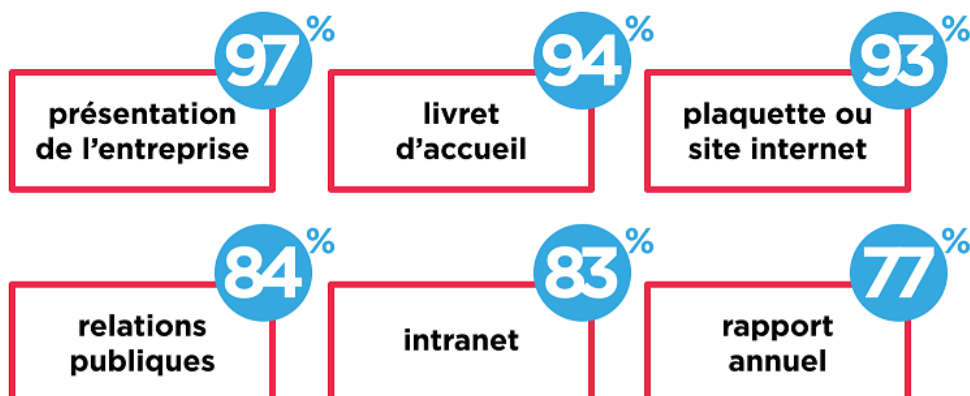 97%
présentation
de l'entreprise
94%
livret
d'accueil
93%
plaquette ou
site internet
84%
relations
publiques
83%
intranet
77%
rapport
annuel